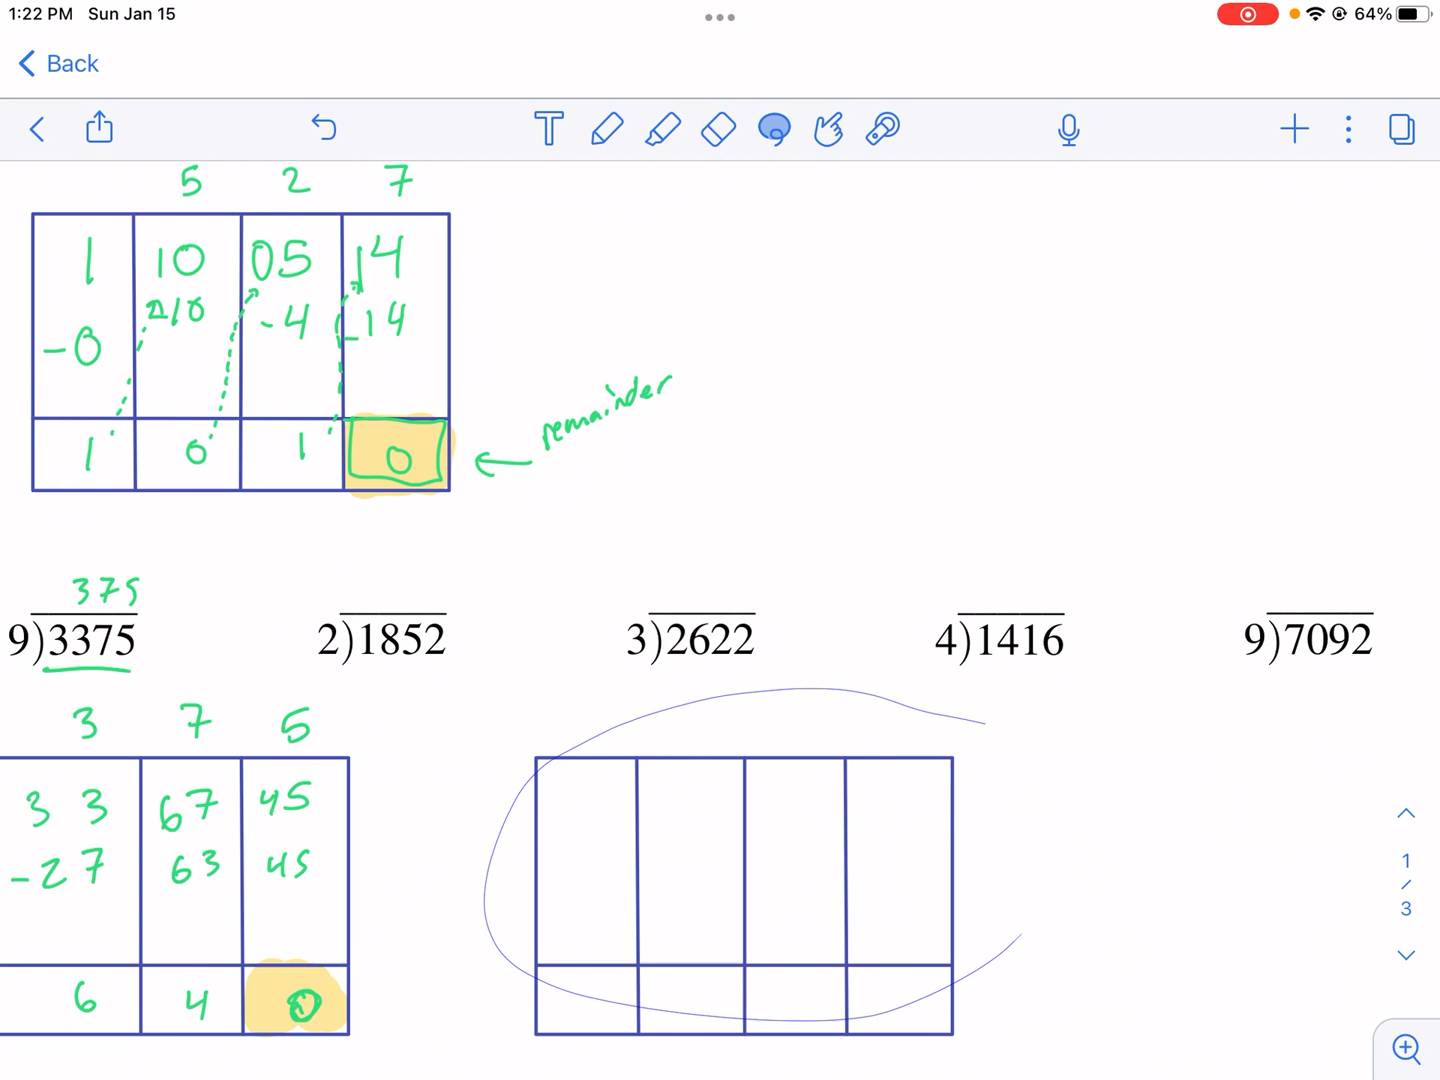 1:22 PM Sun Jan 15
64%
Back
T
5 2 7
1 10 05 14
-0 -10 -4 -14
1 0 1 0
remainder
375
9)3375 2)1852 3)2622 4)1416 9)7092
3 7 5
3 3 67 45
-27 63 45
6 4 0
1
/
3